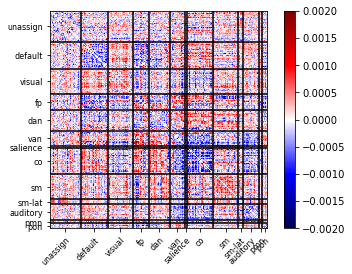 unassign
default
visual
fp
dan
van
salience
co
sm
sm-lat
auditory
pmn
pon
unassign
default
visual
fp
dan
van
salience
co
sm
sm-lat
auditory
0.0020
0.0015
0.0010
0.0005
0.0000
−0.0005
−0.0010
−0.0015
−0.0020